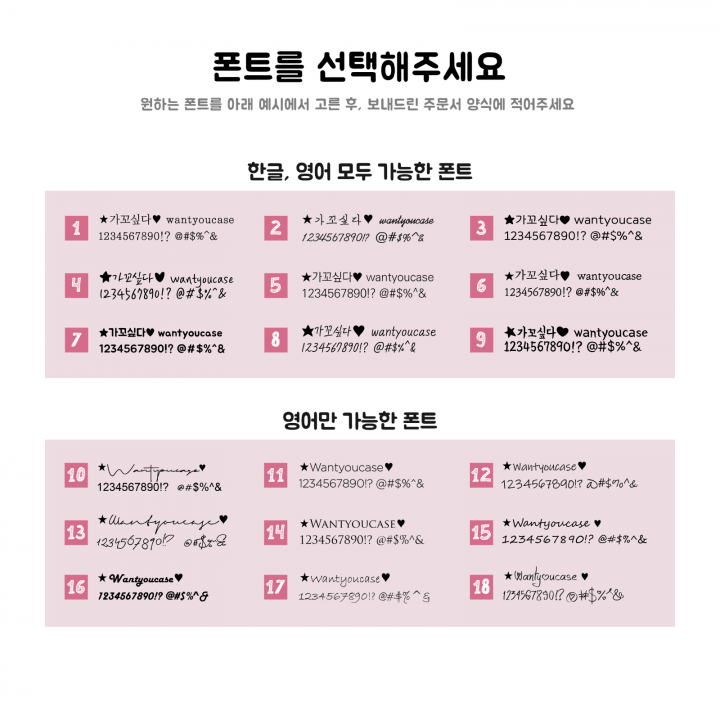 폰트를 선택해주세요
원하는 폰트를 아래 예시에서 고른 후, 보내드린 주문서 양식에 적어주세요
한글, 영어 모두 가능한 폰트
1 ★가꼬싶다♥ wantyoucase
1234567890!? @#$%^&
2 ★가꼬싶다♥ wantyoucase
1234567890!? @#$%^&
3 ★가꼬싶다♥ wantyoucase
1234567890!? @#$%^&
4 ★가꼬싶다♥ wantyoucase
1234567890!? @#$%^&
5 ★가꼬싶다♥ wantyoucase
1234567890!? @#$%^&
6 ★가꼬싶다♥ wantyoucase
1234567890!? @#$%^&
7 ★가꼬싶다♥ wantyoucase
1234567890!? @#$%^&
8 ★가꼬싶다♥ wantyoucase
1234567890!? @#$%^&
9 ★가꼬싶다♥ wantyoucase
1234567890!? @#$%^&
영어만 가능한 폰트
10 ★Wantyoucase♥
1234567890!? @#$%^&
11 ★Wantyoucase♥
1234567890!? @#$%^&
12 ★Wantyoucase♥
1234567890!? @#$%^&
13 ★Wantyoucase♥
1234567890!? @#$%^&
14 ★Wantyoucase♥
1234567890!? @#$%^&
15 ★Wantyoucase ♥
1234567890!? @#$%^&
16 ★Wantyoucase♥
1234567890!? @#$%^&
17 ★Wantyoucase♥
1234567890!? @#$%^&
18 ★Wantyoucase ♥
1234567890!? @#$%^&